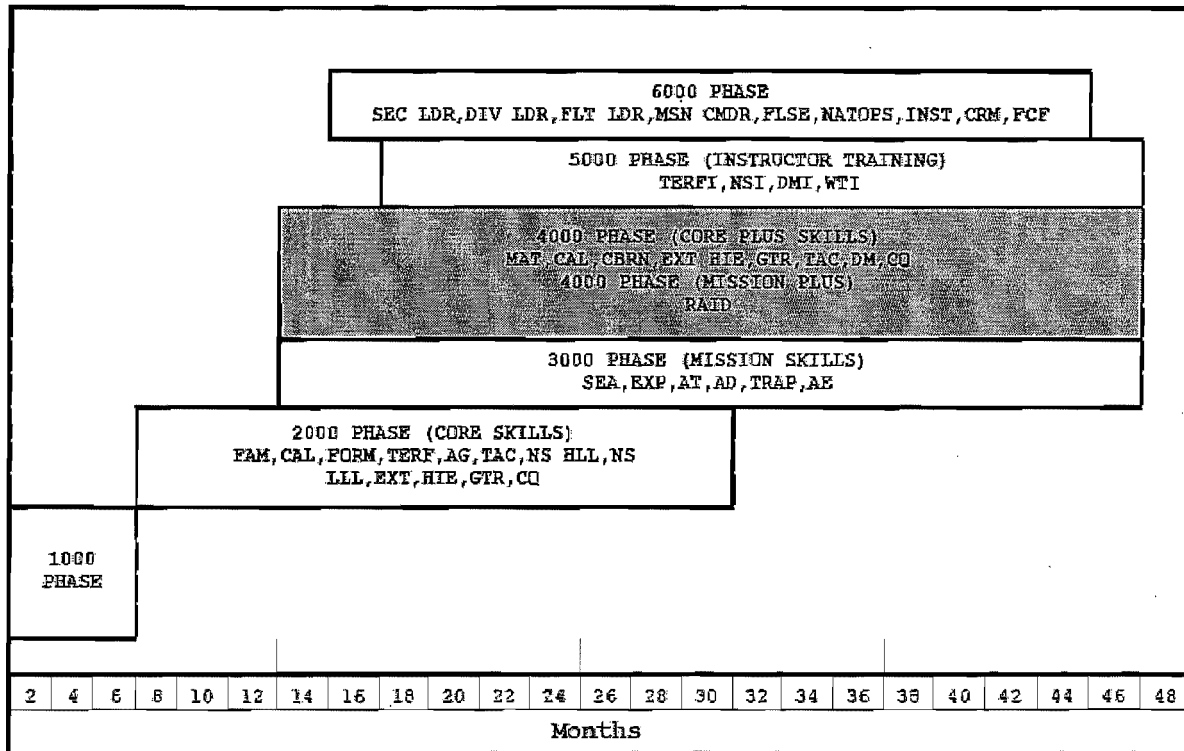 6000 PHASE
SEC LDR,DIV LDR,FLT LDR,MSN CMDR,FLSE,NATOPS,INST,CRM,FCF
5000 PHASE (INSTRUCTOR TRAINING)
TERFI,NSI,DMI,WTI
4000 PHASE (CORE PLUS SKILLS)
MAT,CAL,CBRN,EXT,HIE,GTR,TAC,DM,CQ
4000 PHASE (MISSION PLUS)
RAID
3000 PHASE (MISSION SKILLS)
SEA,EXP,AT,AD,TRAP,AE
2000 PHASE (CORE SKILLS)
FAM,CAL,FORM,TERF,AG,TAC,NS HLL,NS
LLL,EXT,HIE,GTR,CQ
1000
PHASE
2 4 6 8 10 12 14 16 18 20 22 24 26 28 30 32 34 36 38 40 42 44 46 48
Months